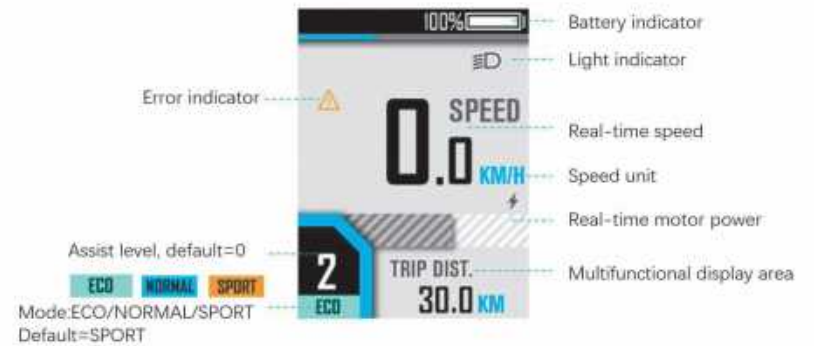 100%
Battery indicator
Light indicator
Error indicator
SPEED
0.0 KM/H
Real-time speed
Speed unit
Real-time motor power
Assist level, default=0
2
ECO
TRIP DIST.
30.0 KM
Multifunctional display area
ECO NORMAL SPORT
Mode:ECO/NORMAL/SPORT
Default=SPORT